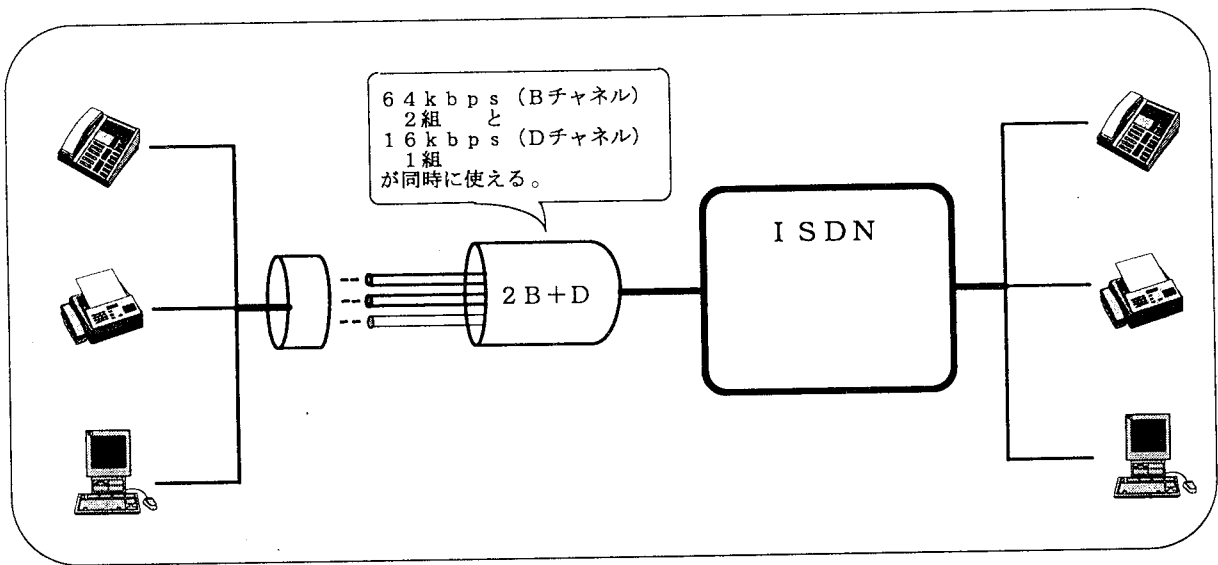 ６４ｋｂｐｓ（Ｂチャネル）
２組　　と
１６ｋｂｐｓ（Ｄチャネル）
１組
が同時に使える。
ＩＳＤＮ
２Ｂ＋Ｄ